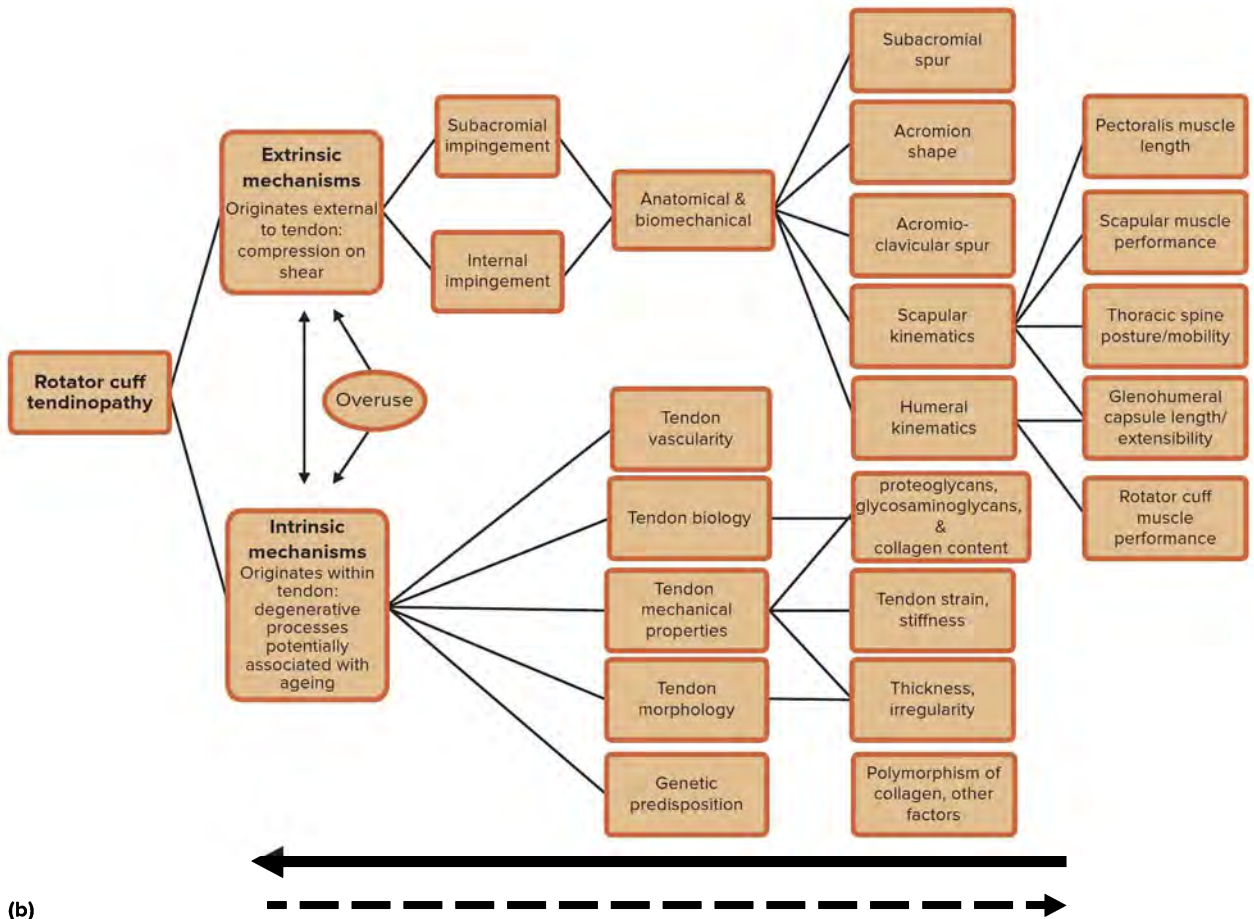 Rotator cuff
tendinopathy
Extrinsic
mechanisms
Originates external
to tendon:
compression on
shear
Overuse
Intrinsic
mechanisms
Originates within
tendon:
degenerative
processes
potentially
associated with
ageing
Subacromial
impingement
Internal
impingement
Anatomical &
biomechanical
Tendon
vascularity
Tendon biology
Tendon
mechanical
properties
Tendon
morphology
Genetic
predisposition
Subacromial
spur
Acromion
shape
Acromio-
clavicular spur
Scapular
kinematics
Humeral
kinematics
proteoglycans,
glycosaminoglycans,
&
collagen content
Tendon strain,
stiffness
Thickness,
irregularity
Polymorphism of
collagen, other
factors
Pectoralis muscle
length
Scapular muscle
performance
Thoracic spine
posture/mobility
Glenohumeral
capsule length/
extensibility
Rotator cuff
muscle
performance
(b)